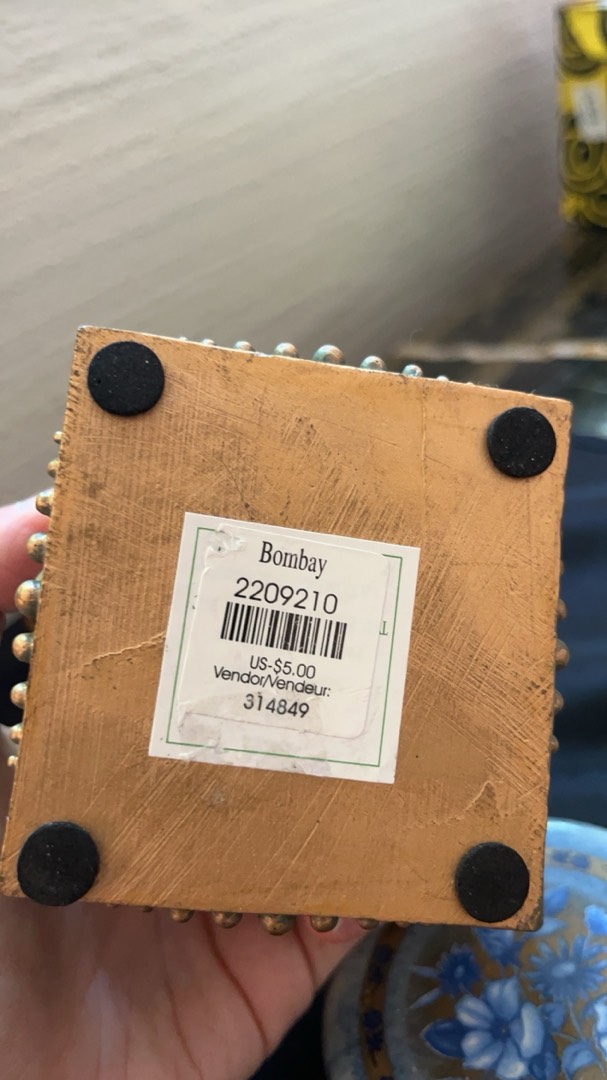 Bombay
2209210
US-$5.00
Vendor/Vendeur:
314849